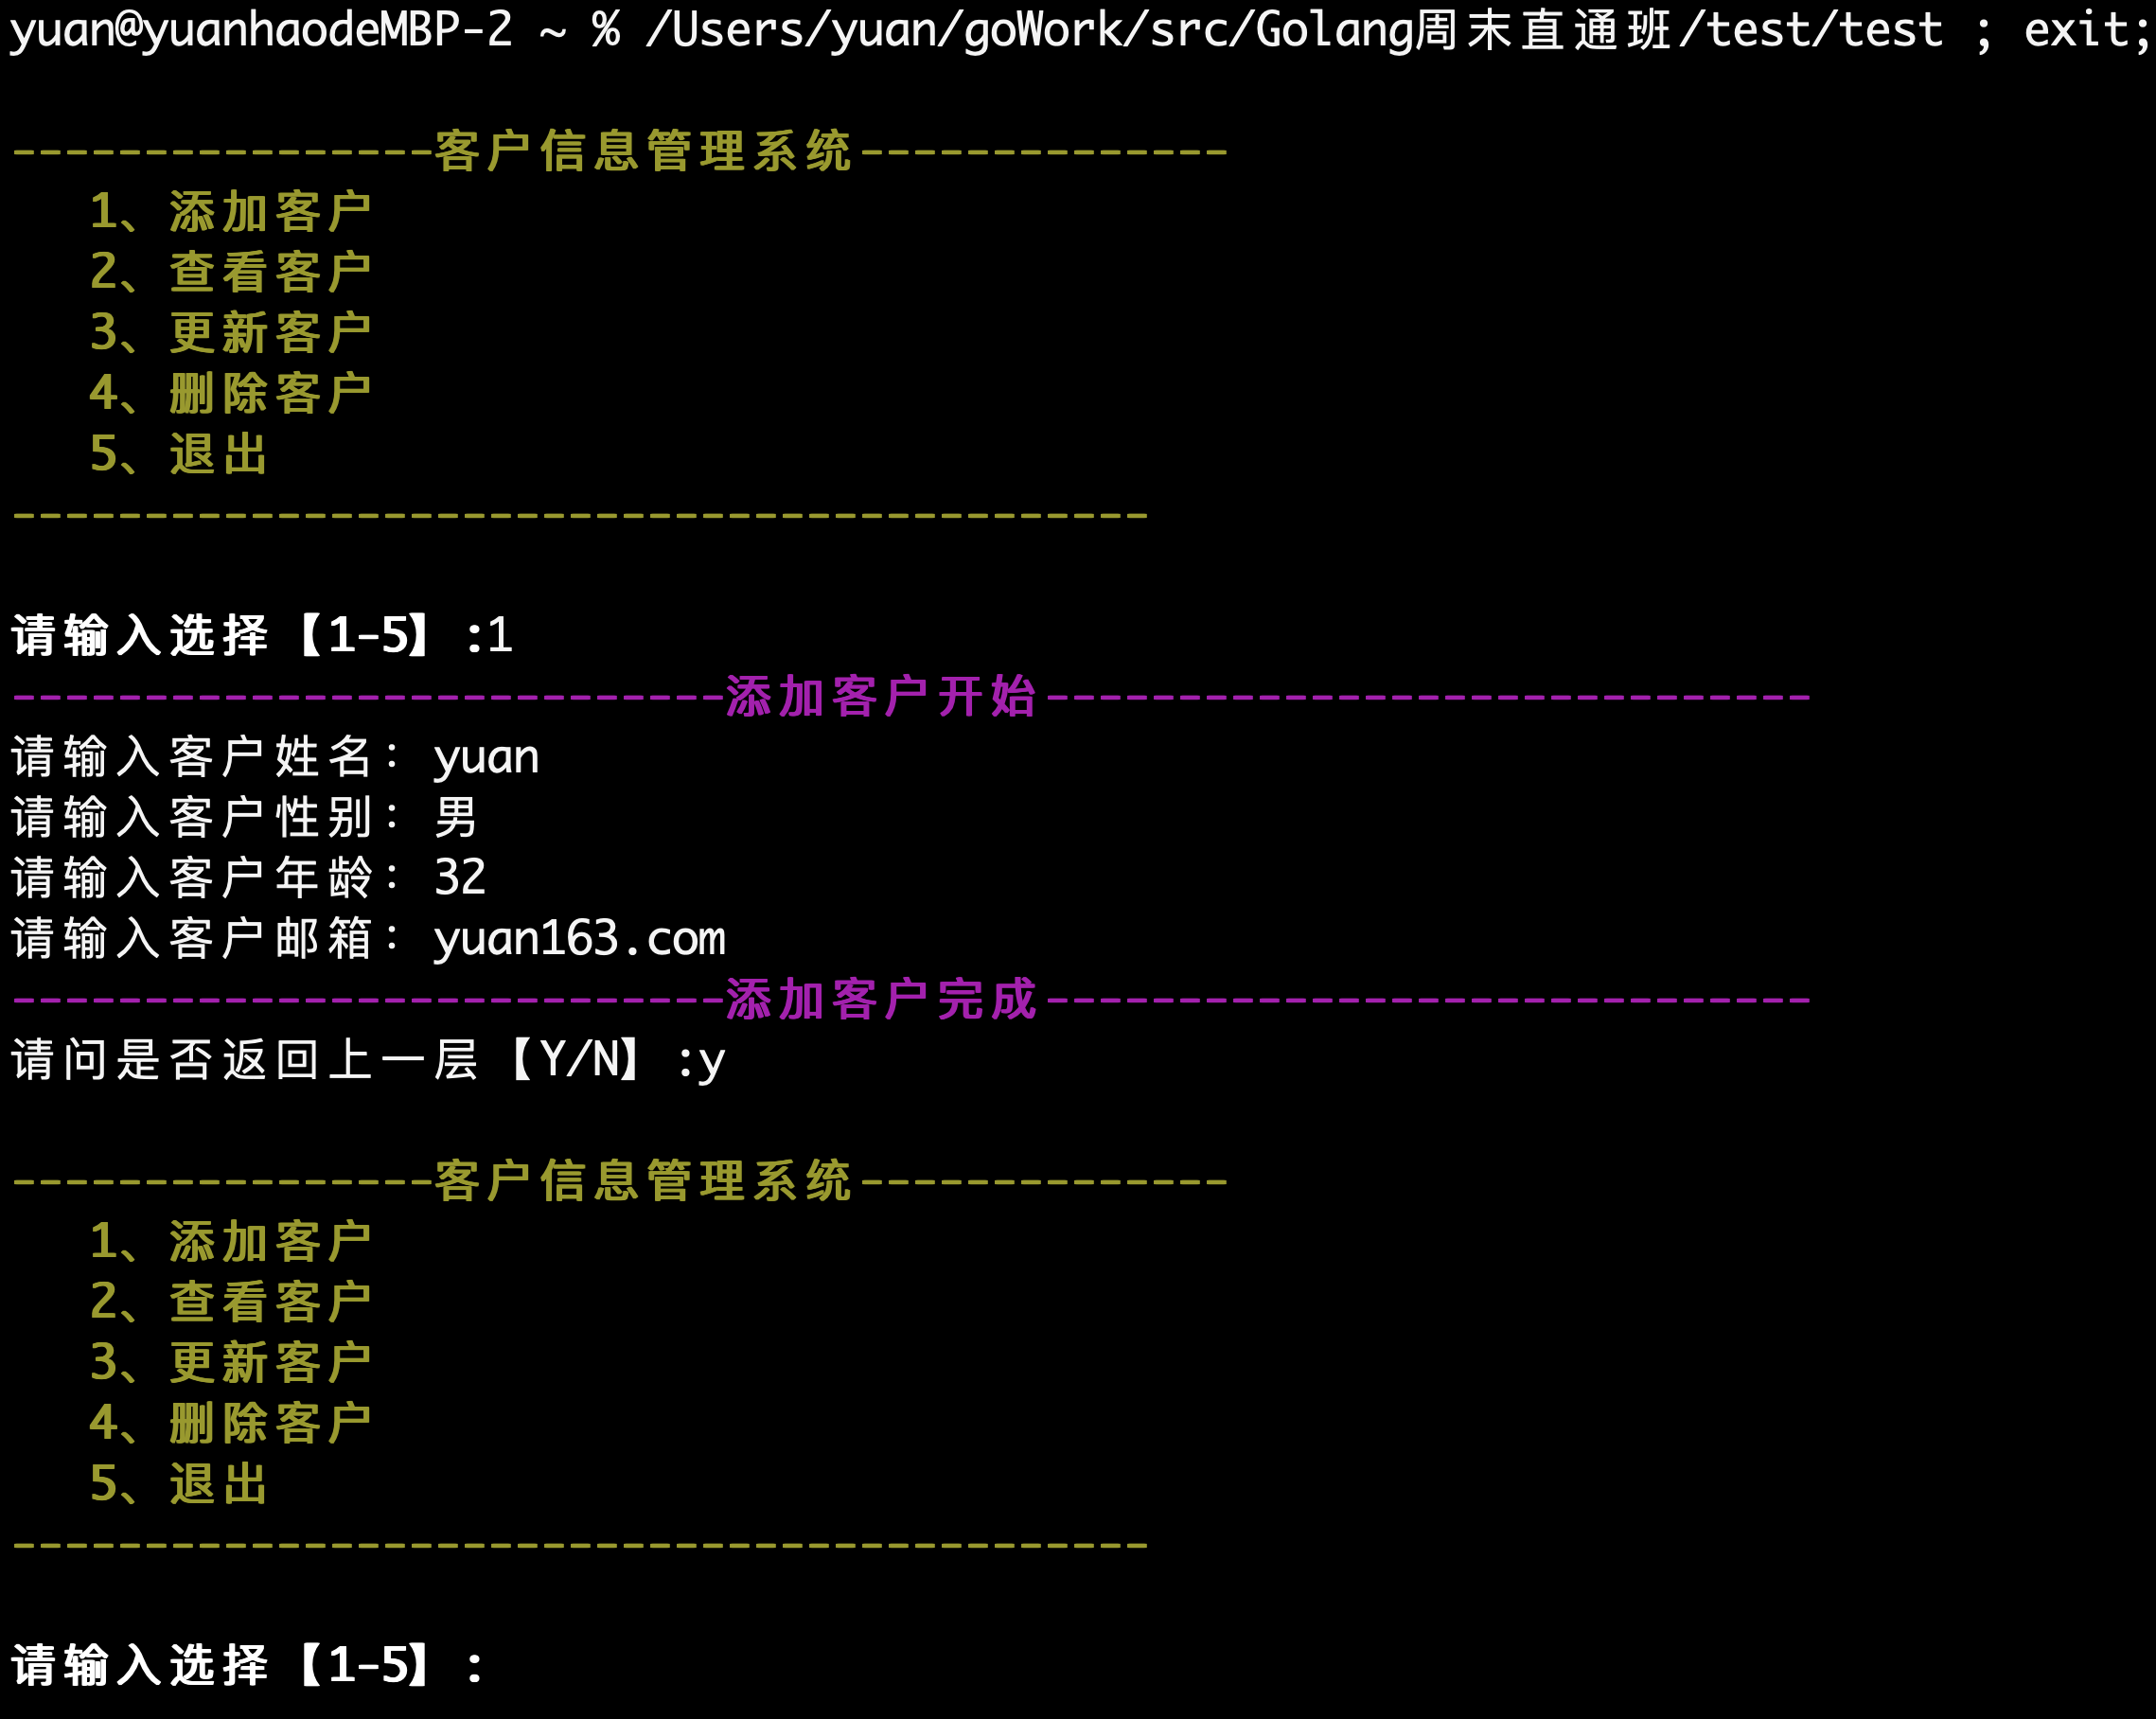 yuan@yuanhaodeMBP-2 ~ % /Users/yuan/goWork/src/Golang周末直通班/test/test ; exit;
----------------客户信息管理系统--------------
1、添加客户
2、查看客户
3、更新客户
4、删除客户
5、退出
-------------------------------------------
请输入选择【1-5】:1
---------------------------添加客户开始-----------------------------
请输入客户姓名：yuan
请输入客户性别：男
请输入客户年龄：32
请输入客户邮箱：yuan163.com
---------------------------添加客户完成-----------------------------
请问是否返回上一层【Y/N】:y
----------------客户信息管理系统--------------
1、添加客户
2、查看客户
3、更新客户
4、删除客户
5、退出
-------------------------------------------
请输入选择【1-5】: